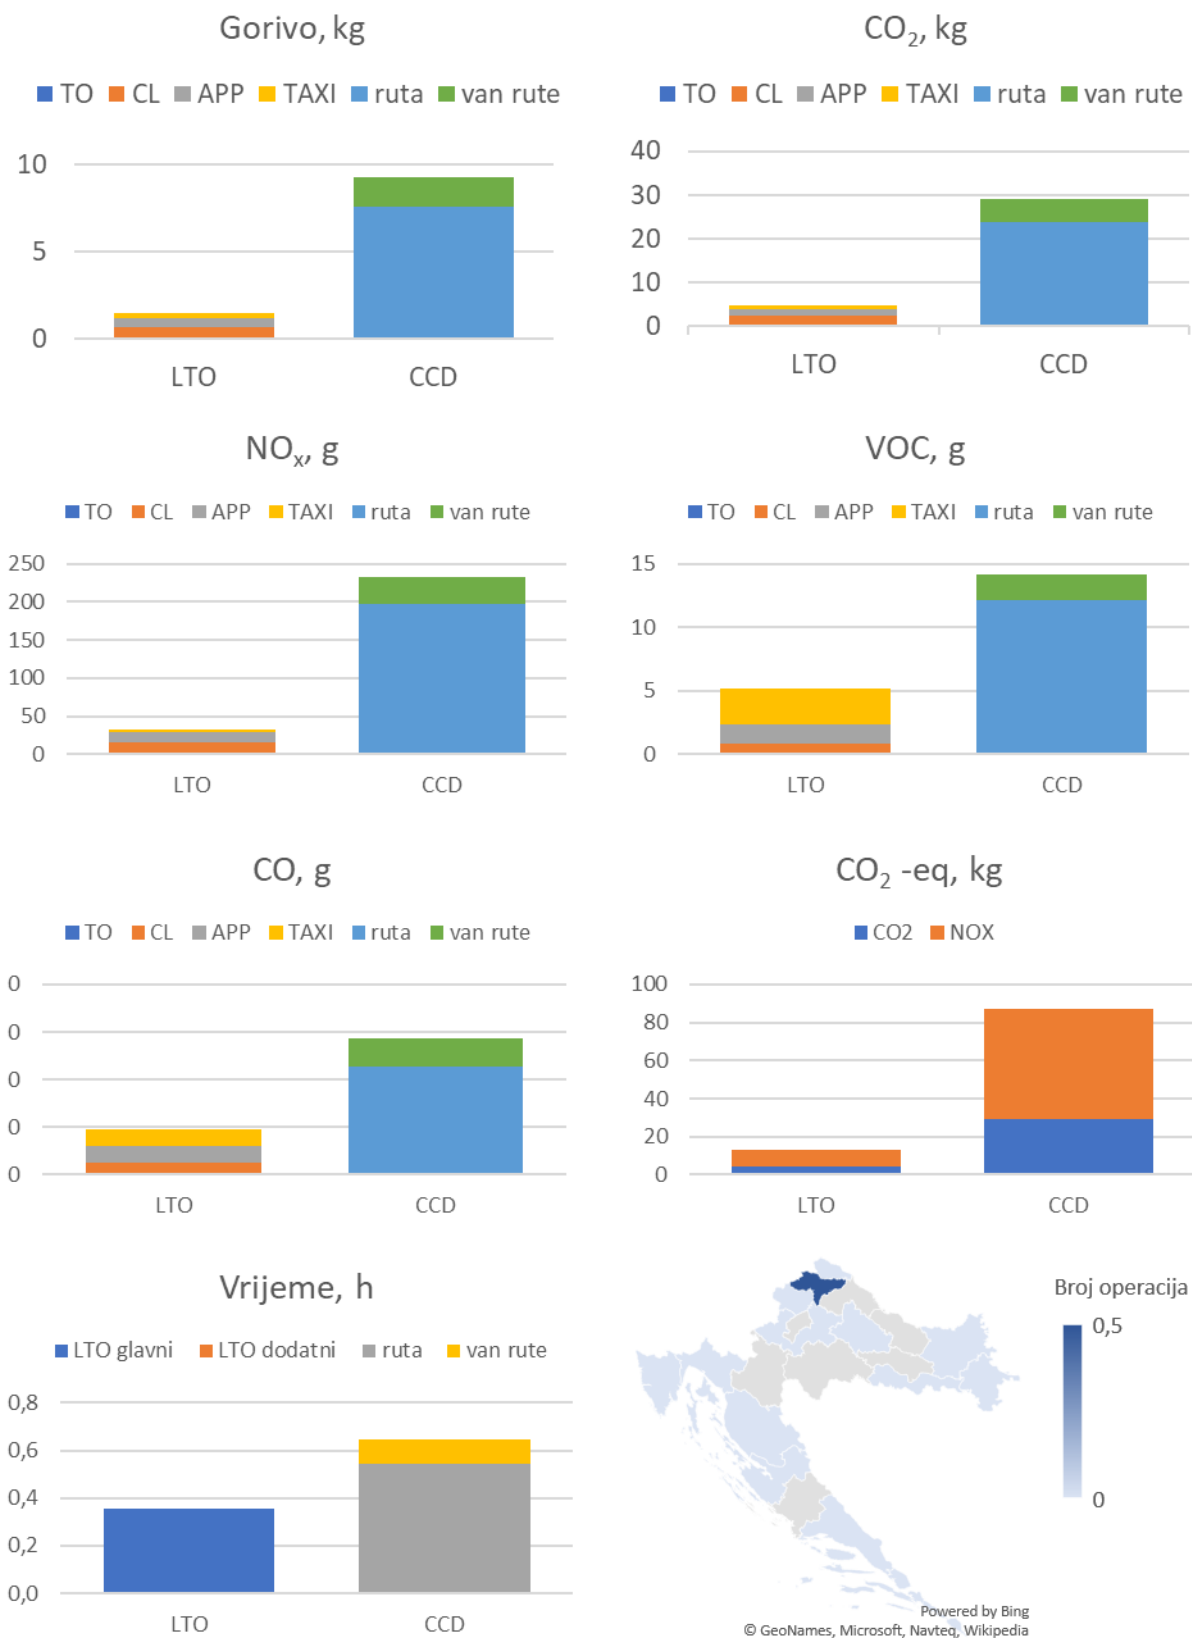 Gorivo, kg
TO CL APP TAXI ruta van rute
10
5
0
LTO CCD
CO₂, kg
TO CL APP TAXI ruta van rute
40
30
20
10
0
LTO CCD
NOₓ, g
TO CL APP TAXI ruta van rute
250
200
150
100
50
0
LTO CCD
VOC, g
TO CL APP TAXI ruta van rute
15
10
5
0
LTO CCD
CO, g
TO CL APP TAXI ruta van rute
0
0
0
0
0
LTO CCD
CO₂ -eq, kg
CO2 NOX
100
80
60
40
20
0
LTO CCD
Vrijeme, h
LTO glavni LTO dodatni ruta van rute
0,8
0,6
0,4
0,2
0,0
LTO CCD
Broj operacija
0,5
0
Powered by Bing
© GeoNames, Microsoft, Navteq, Wikipedia